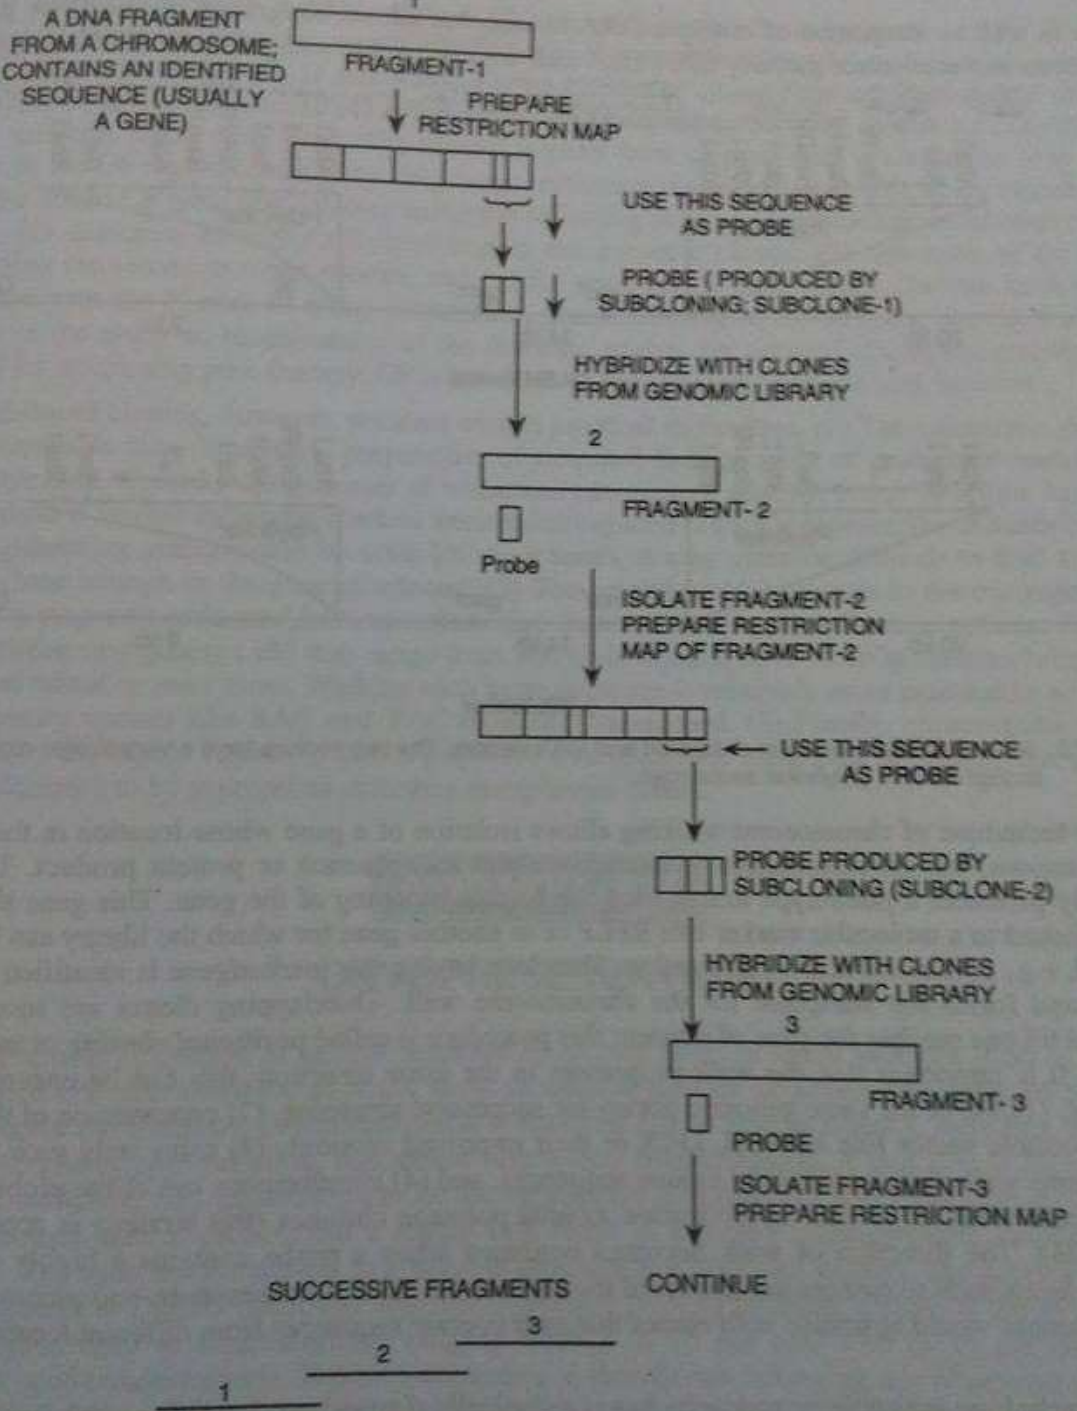 A DNA FRAGMENT
FROM A CHROMOSOME;
CONTAINS AN IDENTIFIED
SEQUENCE (USUALLY
A GENE)
FRAGMENT-1
PREPARE
RESTRICTION MAP
USE THIS SEQUENCE
AS PROBE
PROBE ( PRODUCED BY
SUBCLONING; SUBCLONE-1)
HYBRIDIZE WITH CLONES
FROM GENOMIC LIBRARY
2
FRAGMENT- 2
Probe
ISOLATE FRAGMENT-2
PREPARE RESTRICTION
MAP OF FRAGMENT-2
USE THIS SEQUENCE
AS PROBE
PROBE PRODUCED BY
SUBCLONING (SUBCLONE-2)
HYBRIDIZE WITH CLONES
FROM GENOMIC LIBRARY
3
FRAGMENT- 3
PROBE
ISOLATE FRAGMENT-3
PREPARE RESTRICTION MAP
CONTINUE
SUCCESSIVE FRAGMENTS
3
2
1